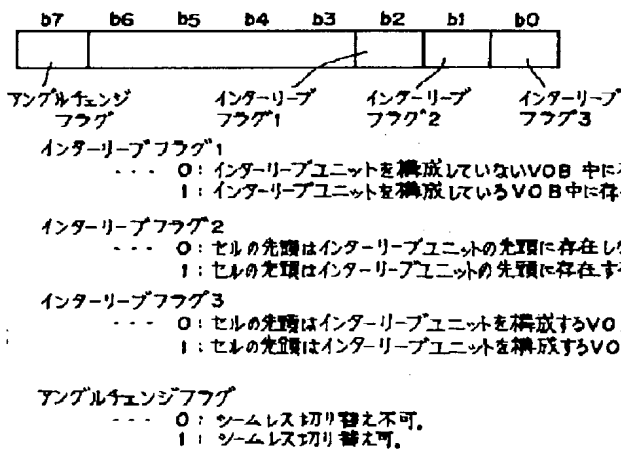 b7 b6 b5 b4 b3 b2 b1 b0
アングルチェンジ インターリーブ インターリーブ インターリーブ
フラグ フラグ1 フラグ2 フラグ3
インターリーブフラグ1
--- 0:インターリーブユニットを構成していないVOB中に
1:インターリーブユニットを構成しているVOB中に存
インターリーブフラグ2
--- 0:セルの先頭はインターリーブユニットの先頭に存在し
1:セルの先頭はインターリーブユニットの先頭に存在す
インターリーブフラグ3
--- 0:セルの先頭はインターリーブユニットを構成するVO
1:セルの先頭はインターリーブユニットを構成するVO
アングルチェンジフラグ
--- 0:シームレス切り替え不可。
1:シームレス切り替え可。